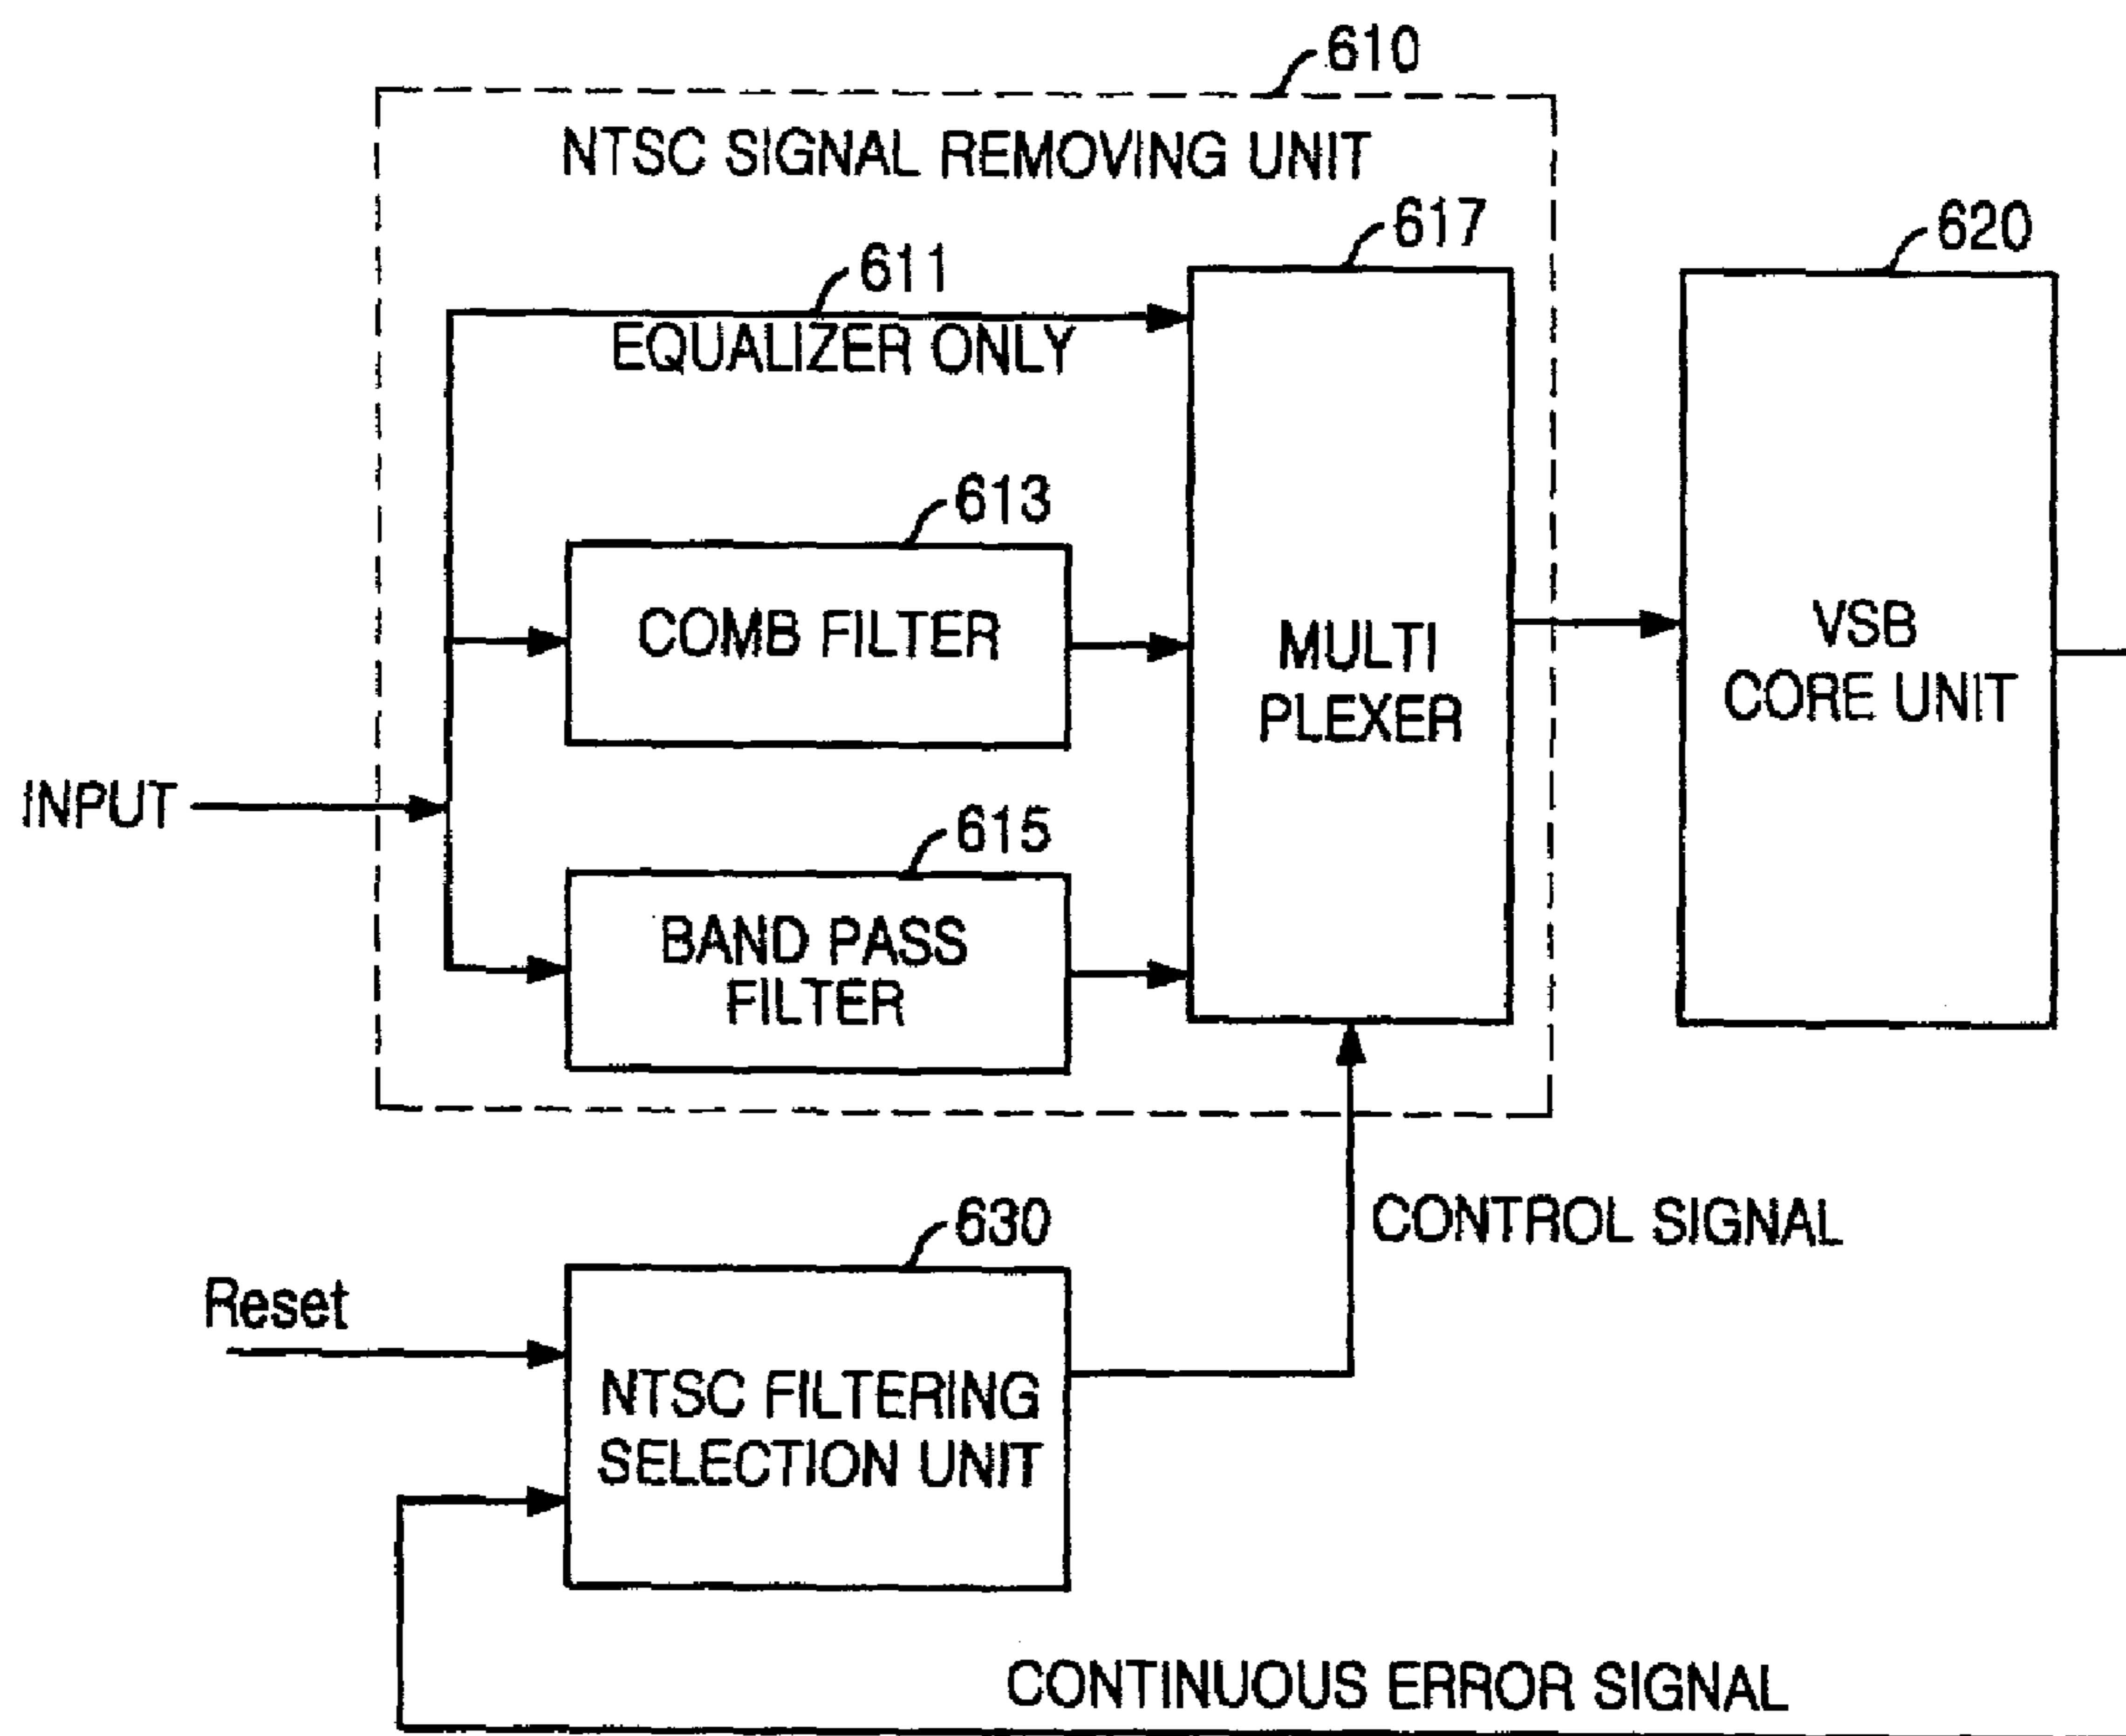 610
NTSC SIGNAL REMOVING UNIT
617
620
611
EQUALIZER ONLY
613
COMB FILTER
MULTI
PLEXER
VSB
CORE UNIT
INPUT
615
BAND PASS
FILTER
CONTROL SIGNAL
630
Reset
NTSC FILTERING
SELECTION UNIT
CONTINUOUS ERROR SIGNAL